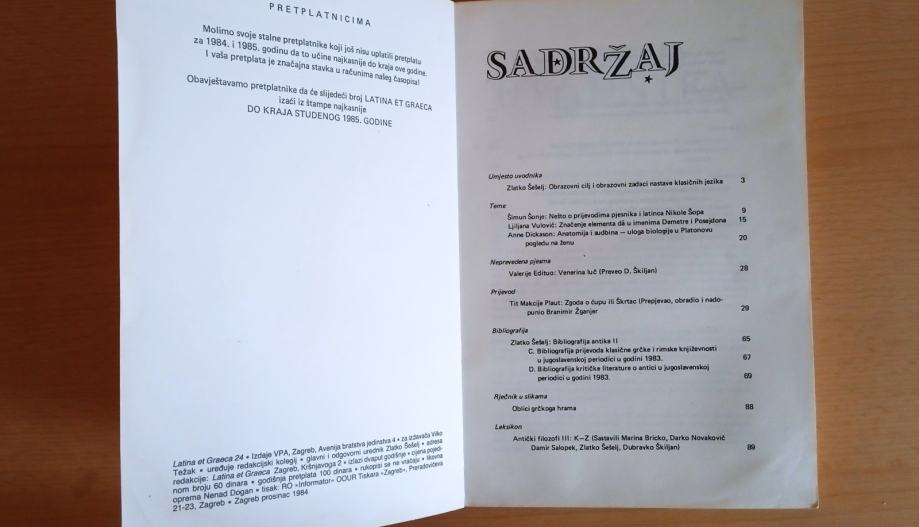 PRETPLATNICIMA
Molimo svoje stalne pretplatnike koji još nisu uplatili pretplatu
za 1984. i 1985. godinu da to učine najkasnije do kraja ove godine.
I vaša pretplata je značajna stavka u računima našeg časopisa!
Obavještavamo pretplatnike da će slijedeći broj LATINA ET GRAECA
izaći iz štampe najkasnije
DO KRAJA STUDENOG 1985. GODINE
Latina et Graeca 24 • Izdaje VPA, Zagreb, Avenija bratstva jedinstva 4 • za izdavača Vilko
Težak • uređuje redakcijski kolegij • glavni i odgovorni urednik Zlatko Šešelj • adresa
redakcije: Latina et Graeca Zagreb, Kršnjavoga 2 • izlazi dvaput godišnje • cijena pojedi-
nom broju 60 dinara • godišnja pretplata 100 dinara • rukopisi se ne vraćaju • likovna
oprema Nenad Dogan • tisak: RO »Informator« OOUR Tiskara »Zagreb«, Preradovićeva
21-23, Zagreb • Zagreb prosinac 1984
SADRŽAJ
Umjesto uvodnika
Zlatko Šešelj: Obrazovni cilj i obrazovni zadaci nastave klasičnih jezika 3
Teme
Šimun Šonje: Nešto o prijevodima pjesnika i latinca Nikole Šopa 9
Ljiljana Vulović: Značenje elementa dā u imenima Demetre i Posejdona 15
Anne Dickason: Anatomija i sudbina — uloga biologije u Platonovu
pogledu na ženu 20
Neprevedena pjesma
Valerije Edituo: Venerina luč (Preveo D. Škiljan) 28
Prijevod
Tit Makcije Plaut: Zgoda o ćupu ili Škrtac (Prepjevao, obradio i nado-
punio Branimir Žganjer 29
Bibliografija
Zlatko Šešelj: Bibliografija antike II 65
C. Bibliografija prijevoda klasične grčke i rimske književnosti
u jugoslavenskoj periodici u godini 1983. 67
D. Bibliografija kritičke literature o antici u jugoslavenskoj
periodici u godini 1983. 69
Rječnik u slikama
Oblici grčkoga hrama 88
Leksikon
Antički filozofi III: K—Z (Sastavili Marina Bricko, Darko Novaković
Damir Salopek, Zlatko Šešelj, Dubravko Škiljan) 89